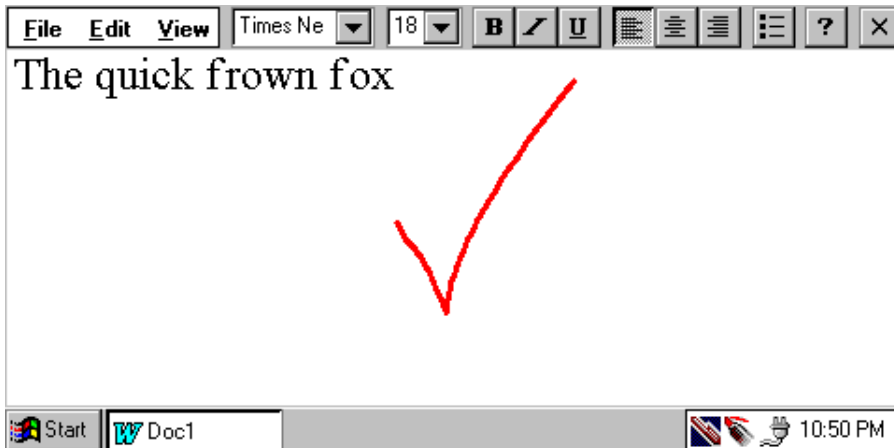 File Edit View Times Ne 18 B I U ?
The quick frown fox
Start Doc1 10:50 PM